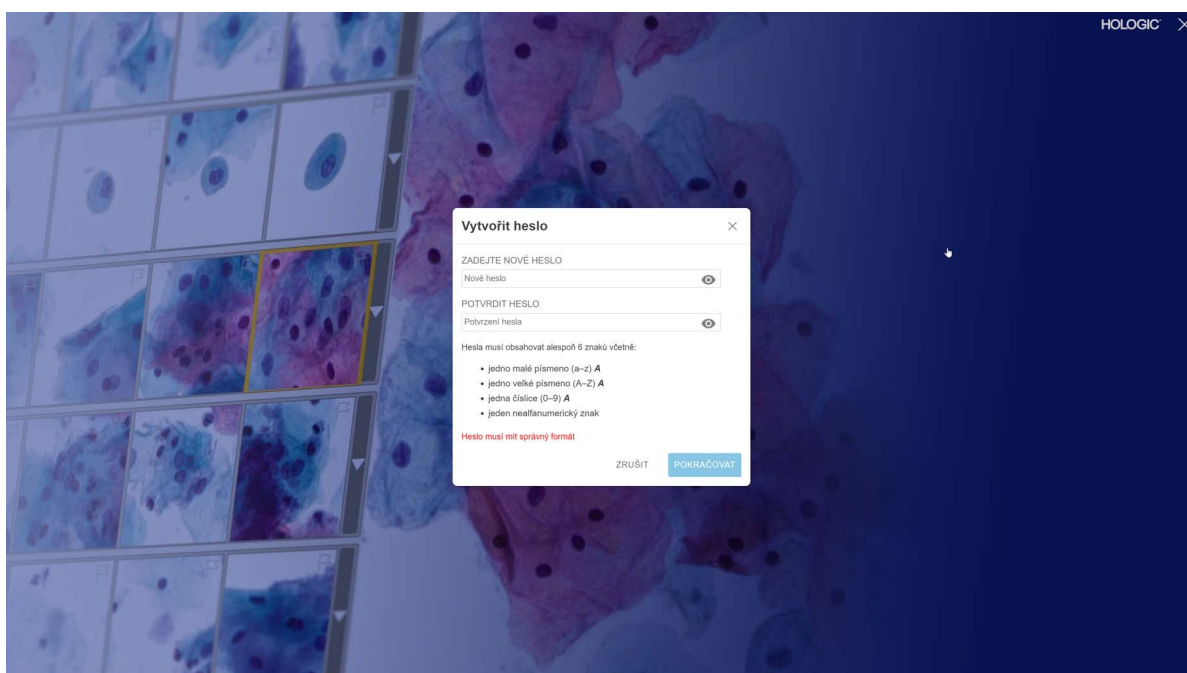 HOLOGIC®
Vytvořit heslo
ZADEJTE NOVÉ HESLO
Nové heslo
POTVRDIT HESLO
Potvrzení hesla
Hesla musí obsahovat alespoň 6 znaků včetně:
• jedno malé písmeno (a–z) A
• jedno velké písmeno (A–Z) A
• jedna číslice (0–9) A
• jeden nealfanumerický znak
Heslo musí mít správný formát
ZRUŠIT POKRAČOVAT